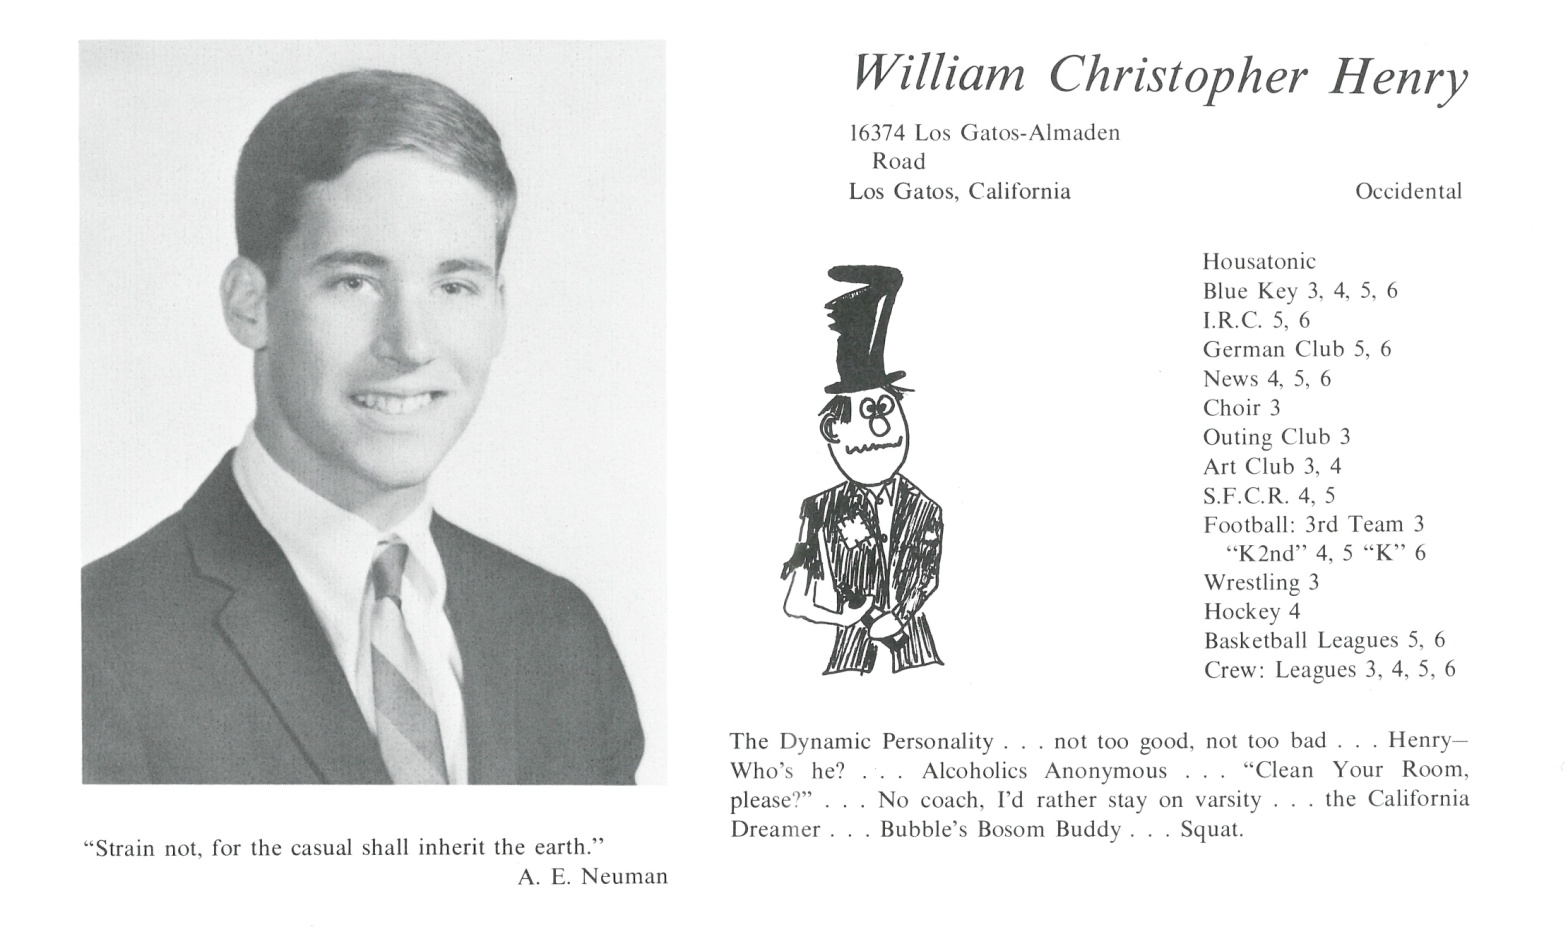 William Christopher Henry
16374 Los Gatos-Almaden
Road
Los Gatos, California
Occidental
Housatonic
Blue Key 3, 4, 5, 6
I.R.C. 5, 6
German Club 5, 6
News 4, 5, 6
Choir 3
Outing Club 3
Art Club 3, 4
S.F.C.R. 4, 5
Football: 3rd Team 3
“K2nd” 4, 5 “K” 6
Wrestling 3
Hockey 4
Basketball Leagues 5, 6
Crew: Leagues 3, 4, 5, 6
The Dynamic Personality . . . not too good, not too bad . . . Henry—
Who’s he? . . . Alcoholics Anonymous . . . “Clean Your Room,
please?” . . . No coach, I’d rather stay on varsity . . . the California
Dreamer . . . Bubble’s Bosom Buddy . . . Squat.
“Strain not, for the casual shall inherit the earth.”
A. E. Neuman